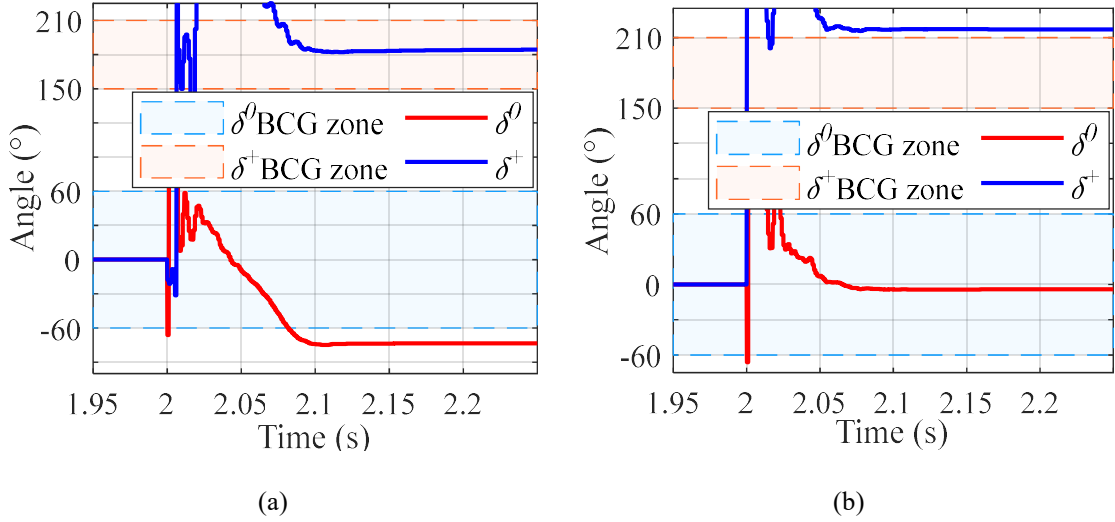 210
150
60
0
-60
Angle (°)
δ⁰BCG zone
δ⁺BCG zone
δ⁰
δ⁺
1.95
2
2.05
2.1
2.15
2.2
Time (s)
(a)
210
150
60
0
-60
Angle (°)
δ⁰BCG zone
δ⁺BCG zone
δ⁰
δ⁺
1.95
2
2.05
2.1
2.15
2.2
Time (s)
(b)